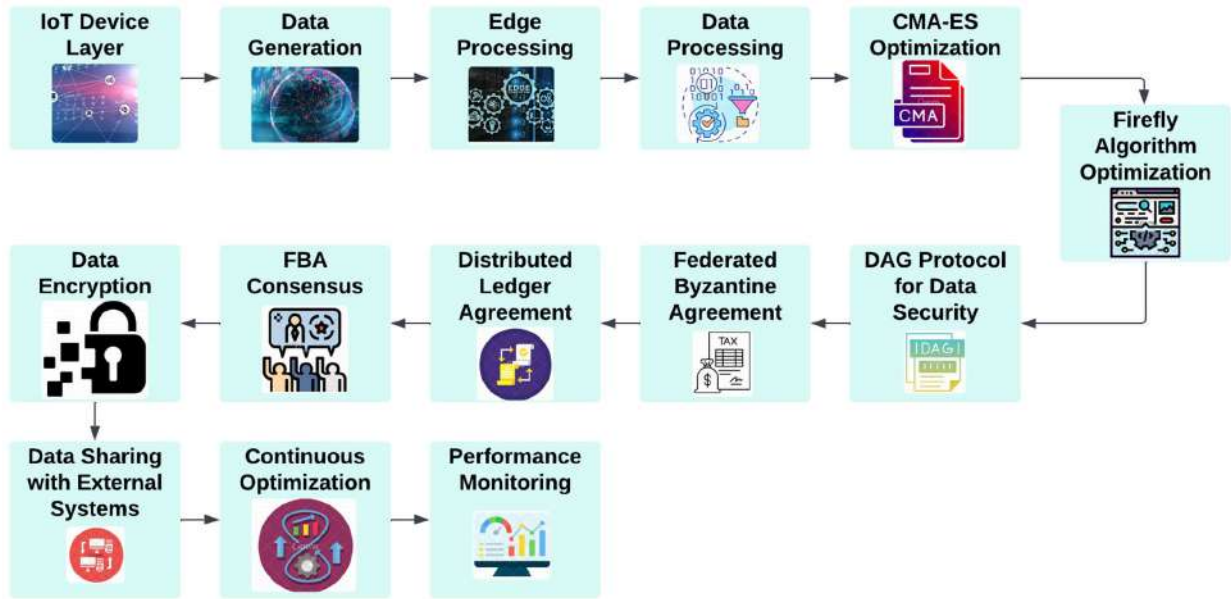 IoT Device
Layer
Data
Generation
Edge
Processing
EDGE
Data
Processing
CMA-ES
Optimization
CMA
Firefly
Algorithm
Optimization
DAG Protocol
for Data
Security
DAG
Federated
Byzantine
Agreement
TAX
$
Distributed
Ledger
Agreement
FBA
Consensus
Data
Encryption
Data Sharing
with External
Systems
Continuous
Optimization
Performance
Monitoring